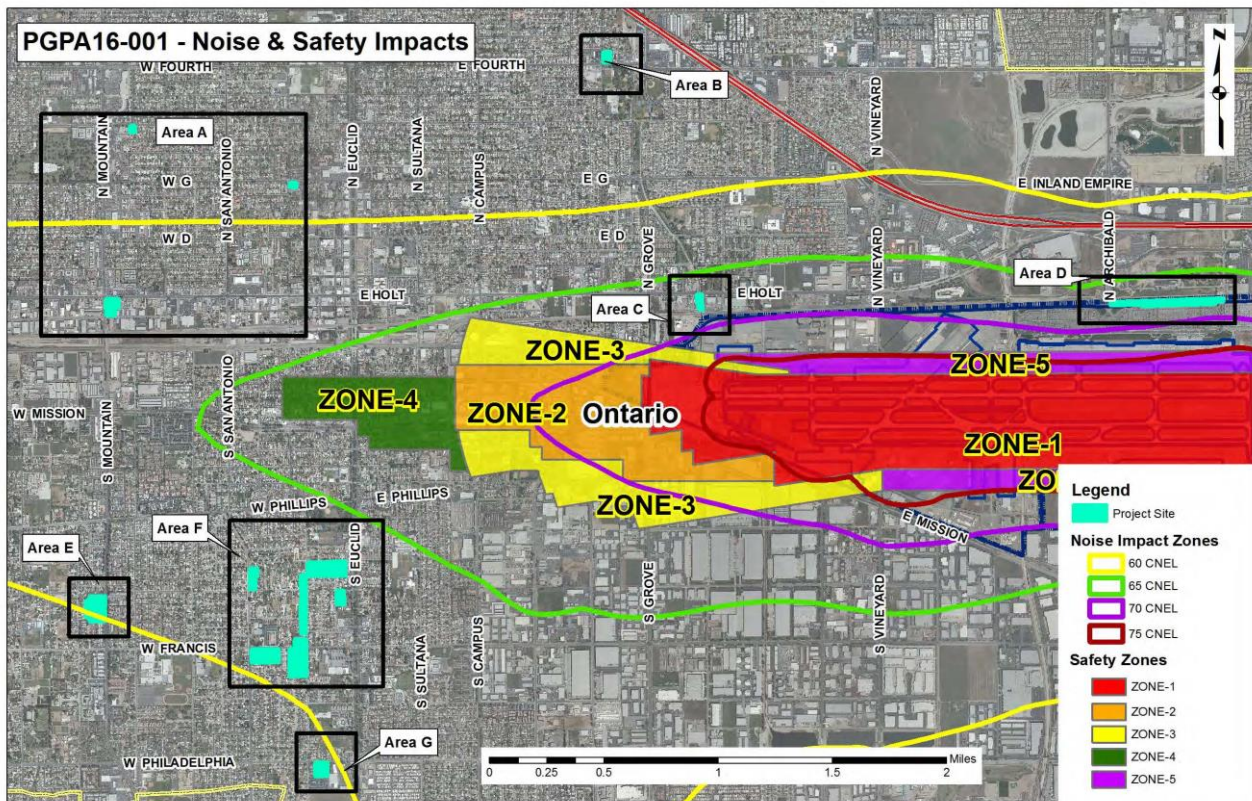 PGPA16-001 - Noise & Safety Impacts
W FOURTH
E FOURTH
Area B
N
N MOUNTAIN
Area A
N SAN ANTONIO
N EUCLID
N SULTANA
N CAMPUS
N VINEYARD
W G
E G
E INLAND EMPIRE
W D
E D
N GROVE
N VINEYARD
N ARCHIBALD
Area D
E HOLT
E HOLT
Area C
ZONE-3
ZONE-5
ZONE-4
ZONE-2
Ontario
ZONE-1
W MISSION
S MOUNTAIN
S SAN ANTONIO
ZO
ZONE-3
E MISSION
W PHILLIPS
E PHILLIPS
Area F
S EUCLID
Area E
W FRANCIS
S SULTANA
S CAMPUS
S GROVE
S VINEYARD
Area G
W PHILADELPHIA
0 0.25 0.5 1 1.5 2
Miles
Legend
Project Site
Noise Impact Zones
60 CNEL
65 CNEL
70 CNEL
75 CNEL
Safety Zones
ZONE-1
ZONE-2
ZONE-3
ZONE-4
ZONE-5